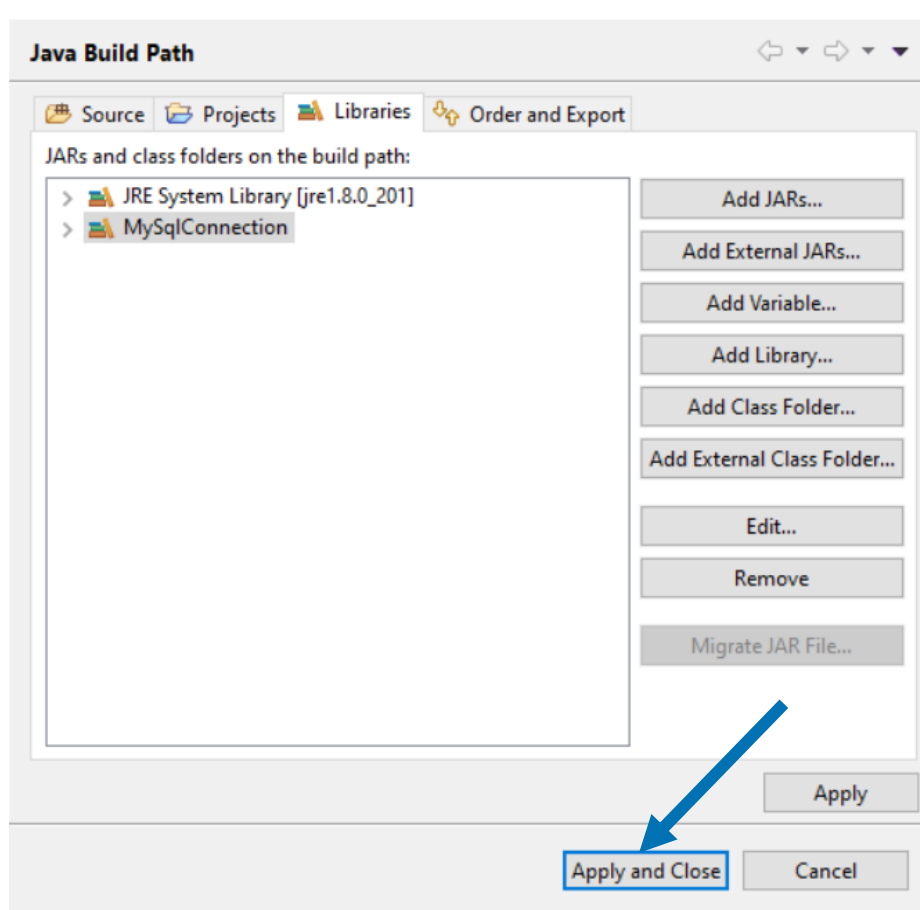 Java Build Path
Source Projects Libraries Order and Export
JARs and class folders on the build path:
JRE System Library [jre1.8.0_201]
MySqlConnection
Add JARs...
Add External JARs...
Add Variable...
Add Library...
Add Class Folder...
Add External Class Folder...
Edit...
Remove
Migrate JAR File...
Apply
Apply and Close Cancel